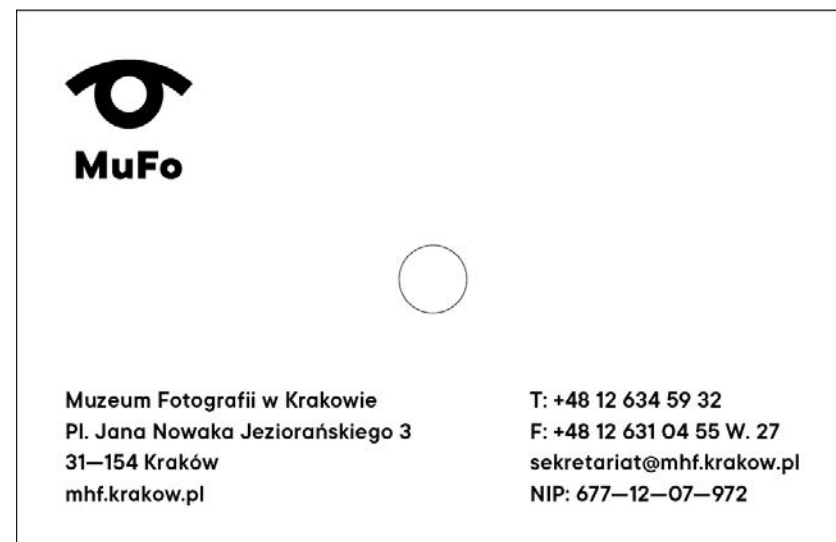 MuFo
Muzeum Fotografii w Krakowie
Pl. Jana Nowaka Jeziorańskiego 3
31—154 Kraków
mhf.krakow.pl
T: +48 12 634 59 32
F: +48 12 631 04 55 W. 27
sekretariat@mhf.krakow.pl
NIP: 677—12—07—972